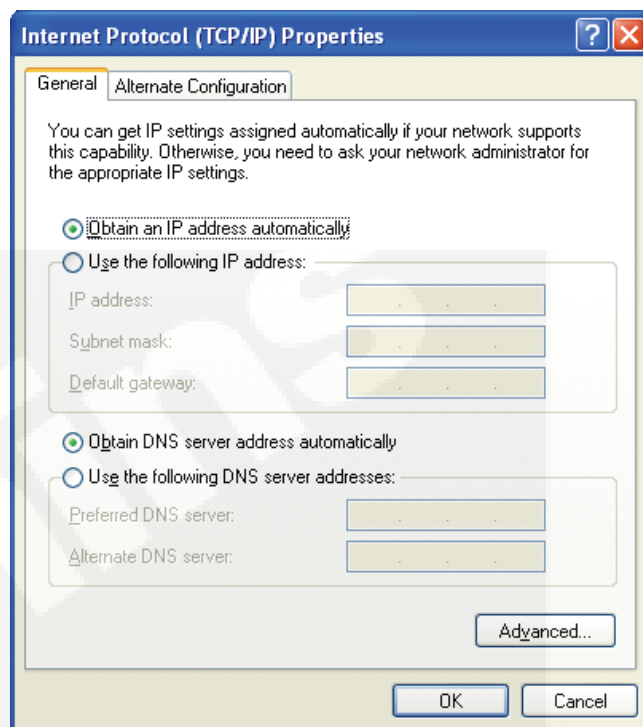 Internet Protocol (TCP/IP) Properties
General
Alternate Configuration
You can get IP settings assigned automatically if your network supports
this capability. Otherwise, you need to ask your network administrator for
the appropriate IP settings.
Obtain an IP address automatically
Use the following IP address:
IP address:
Subnet mask:
Default gateway:
Obtain DNS server address automatically
Use the following DNS server addresses:
Preferred DNS server:
Alternate DNS server:
Advanced...
OK
Cancel